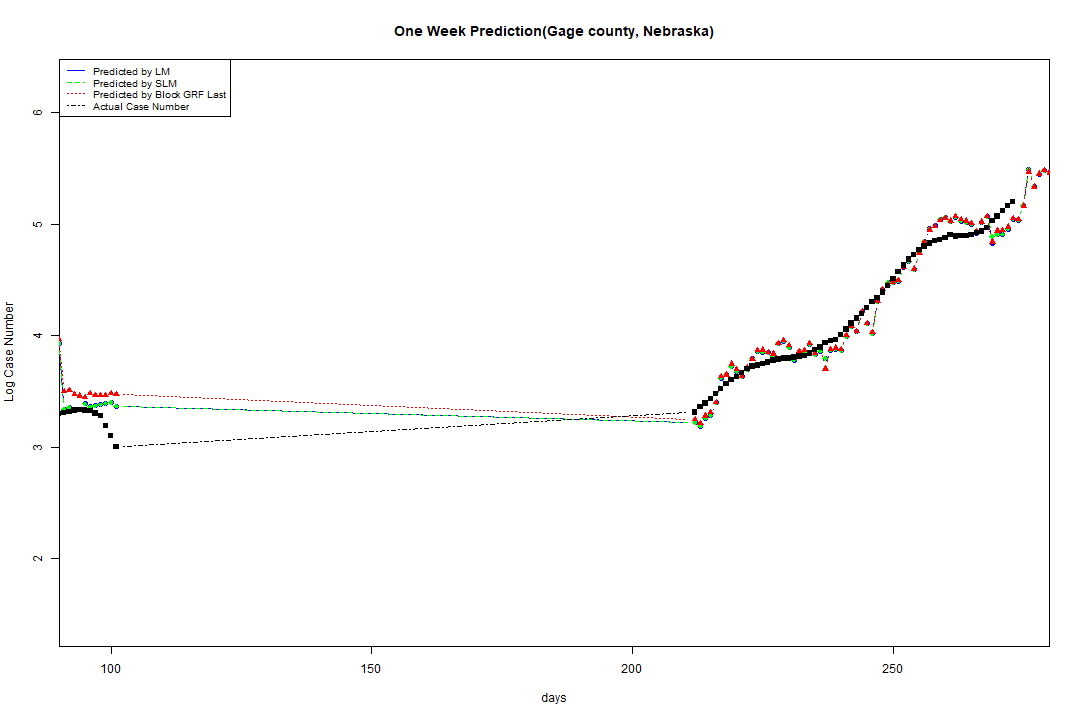 One Week Prediction(Gage county, Nebraska)
Predicted by LM
Predicted by SLM
Predicted by Block GRF Last
Actual Case Number
6
5
4
3
2
Log Case Number
100 150 200 250
days